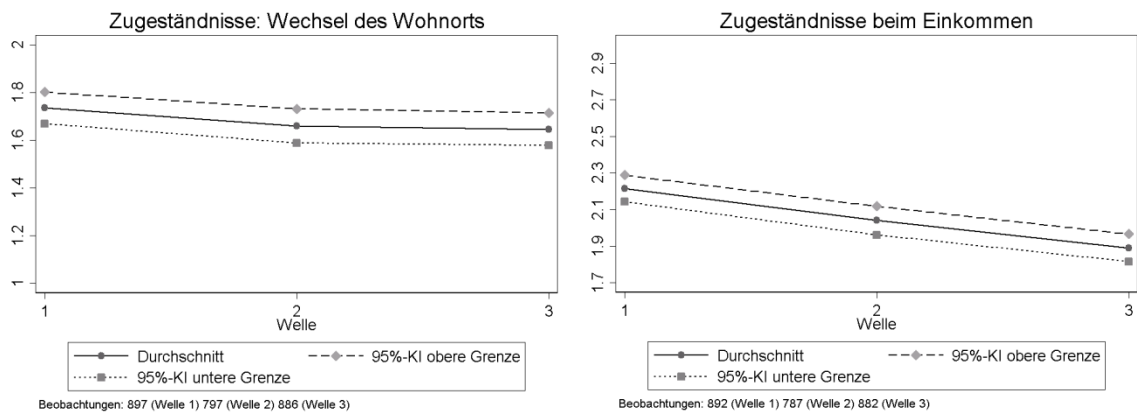 Zugeständnisse: Wechsel des Wohnorts
2
1.8
1.6
1.4
1.2
1
1 2 3
Welle
Durchschnitt
95%-KI obere Grenze
95%-KI untere Grenze
Beobachtungen: 897 (Welle 1) 797 (Welle 2) 886 (Welle 3)
Zugeständnisse beim Einkommen
2.9
2.7
2.5
2.3
2.1
1.9
1.7
1 2 3
Welle
Durchschnitt
95%-KI obere Grenze
95%-KI untere Grenze
Beobachtungen: 892 (Welle 1) 787 (Welle 2) 882 (Welle 3)